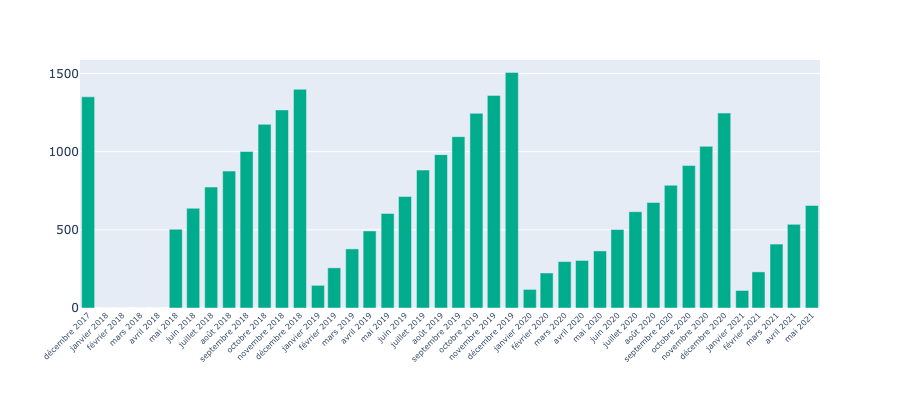 1500
1000
500
0
décembre 2017
janvier 2018
février 2018
mars 2018
avril 2018
mai 2018
juin 2018
juillet 2018
août 2018
septembre 2018
octobre 2018
novembre 2018
décembre 2018
janvier 2019
février 2019
mars 2019
avril 2019
mai 2019
juin 2019
juillet 2019
août 2019
septembre 2019
octobre 2019
novembre 2019
décembre 2019
janvier 2020
février 2020
mars 2020
avril 2020
mai 2020
juin 2020
juillet 2020
août 2020
septembre 2020
octobre 2020
novembre 2020
décembre 2020
janvier 2021
février 2021
mars 2021
avril 2021
mai 2021